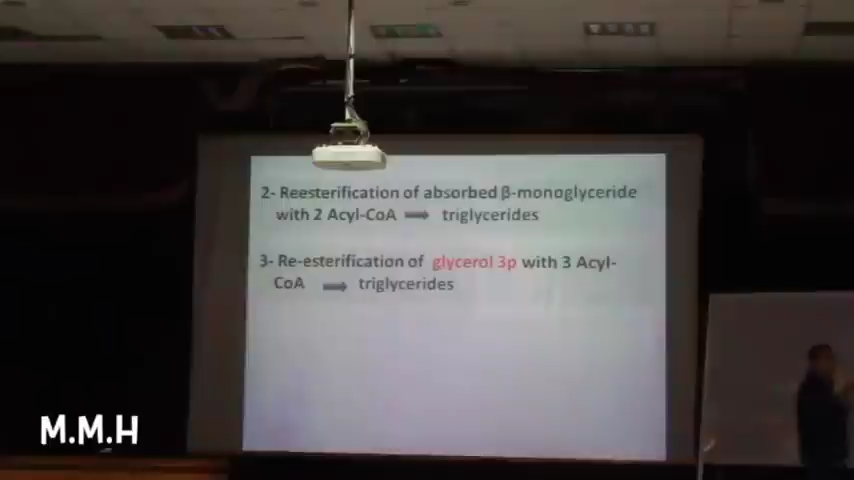 2- Reesterification of absorbed β-monoglyceride
with 2 Acyl-CoA ➡ triglycerides
3- Re-esterification of glycerol 3p with 3 Acyl-
CoA ➡ triglycerides
M.M.H